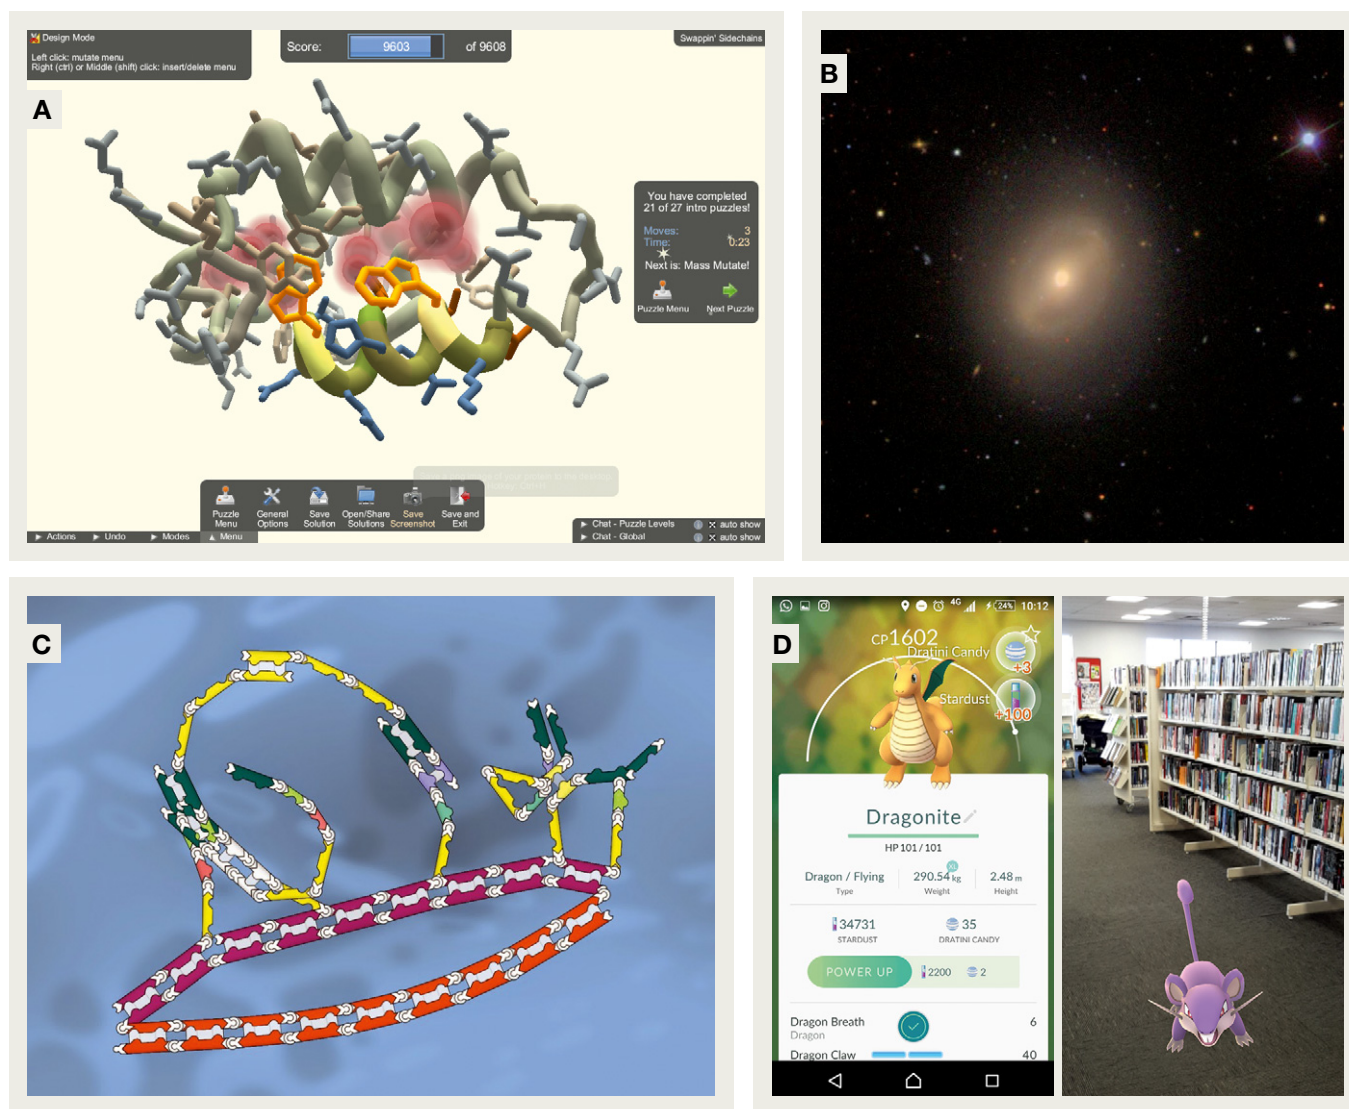 A
Design Mode
Left click: mutate menu
Right (ctrl) or Middle (shift) click: insert/delete menu
Score: 9603 of 9608
Swappin' Sidechains
You have completed
21 of 27 intro puzzles!
Moves: 3
Time: 0:23
Next is: Mass Mutate!
Puzzle Menu
Next Puzzle
Puzzle Menu
General Options
Save Solution
Open/Share Solutions
Save Screenshot
Save and Exit
Actions
Undo
Modes
Menu
Chat - Puzzle Levels
auto show
Chat - Global
auto show
B
C
D
4G
24%
10:12
CP1602
Dratini Candy
+3
Stardust
+100
Dragonite
HP 101 / 101
Dragon / Flying
XL
290.54 kg
2.48 m
Type
Weight
Height
34731
35
STARDUST
DRATINI CANDY
POWER UP
2200
2
Dragon Breath
6
Dragon
Dragon Claw
40